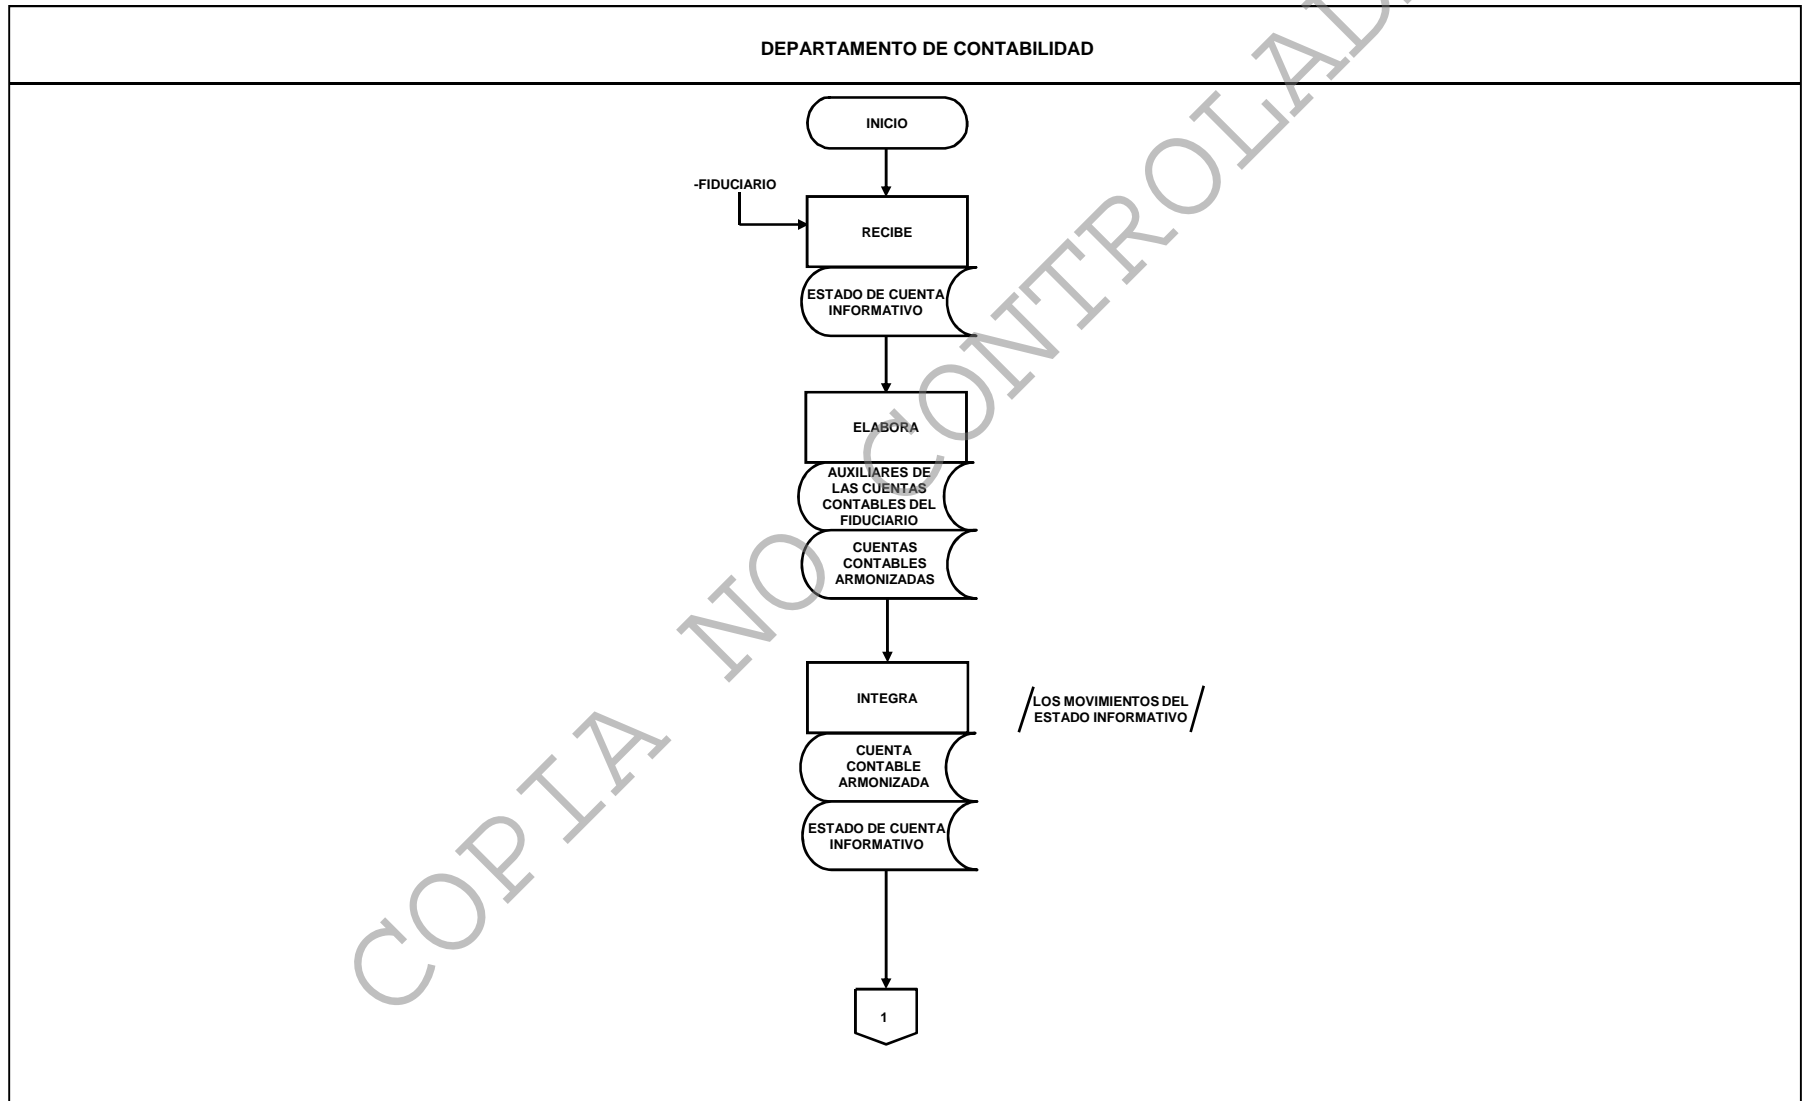 DEPARTAMENTO DE CONTABILIDAD
INICIO
-FIDUCIARIO
RECIBE
ESTADO DE CUENTA
INFORMATIVO
ELABORA
AUXILIARES DE
LAS CUENTAS
CONTABLES DEL
FIDUCIARIO
CUENTAS
CONTABLES
ARMONIZADAS
INTEGRA
/LOS MOVIMIENTOS DEL
ESTADO INFORMATIVO/
CUENTA
CONTABLE
ARMONIZADA
ESTADO DE CUENTA
INFORMATIVO
1
COPIA NO CONTROLAD